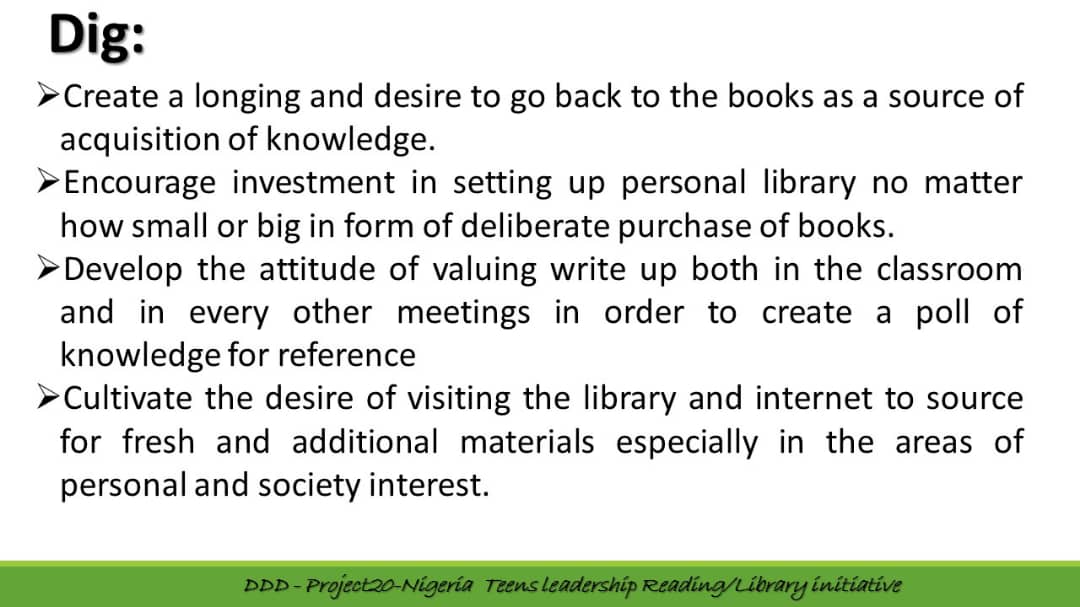 Dig:
➢Create a longing and desire to go back to the books as a source of
acquisition of knowledge.
➢Encourage investment in setting up personal library no matter
how small or big in form of deliberate purchase of books.
➢Develop the attitude of valuing write up both in the classroom
and in every other meetings in order to create a poll of
knowledge for reference
➢Cultivate the desire of visiting the library and internet to source
for fresh and additional materials especially in the areas of
personal and society interest.
DDD - Project20-Nigeria Teens leadership Reading/Library initiative